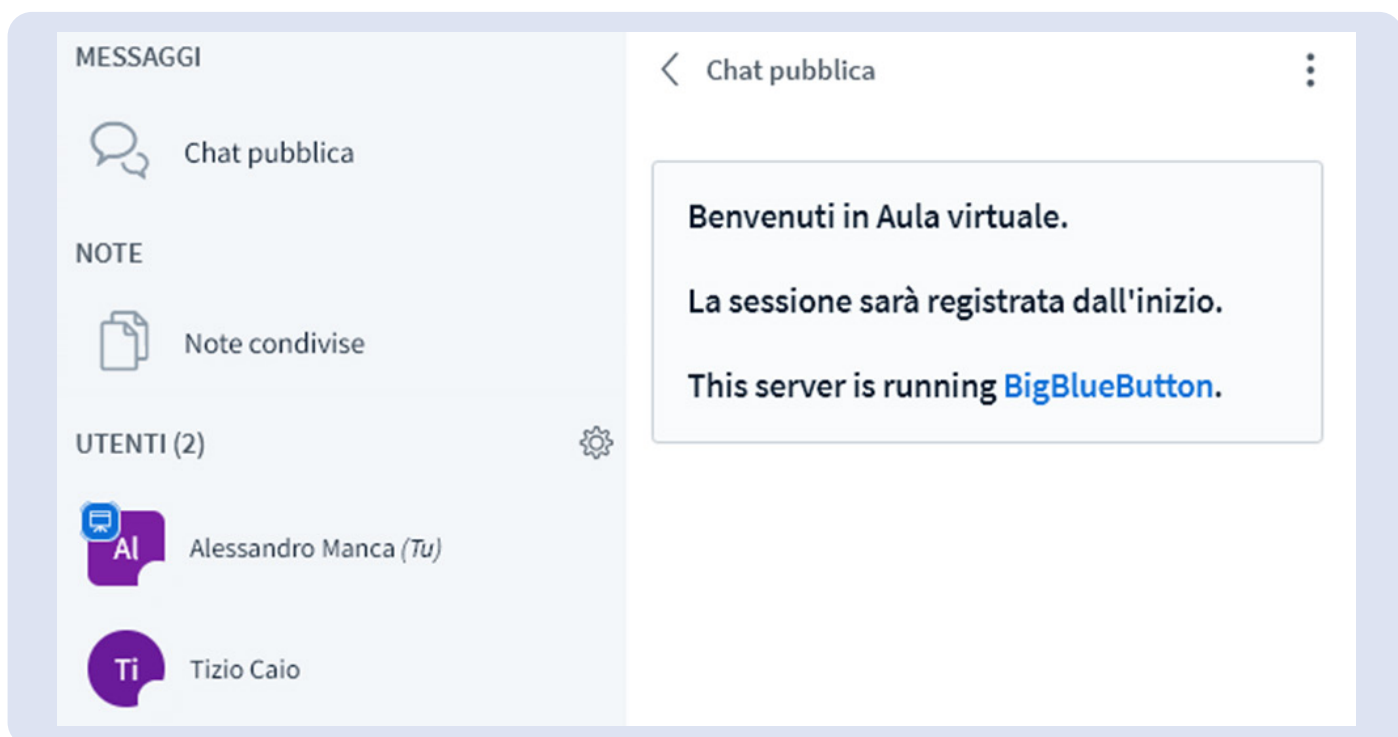 MESSAGGI
Chat pubblica
NOTE
Note condivise
UTENTI (2)
Al
Alessandro Manca (Tu)
Ti
Tizio Caio
Chat pubblica
Benvenuti in Aula virtuale.
La sessione sarà registrata dall'inizio.
This server is running BigBlueButton.